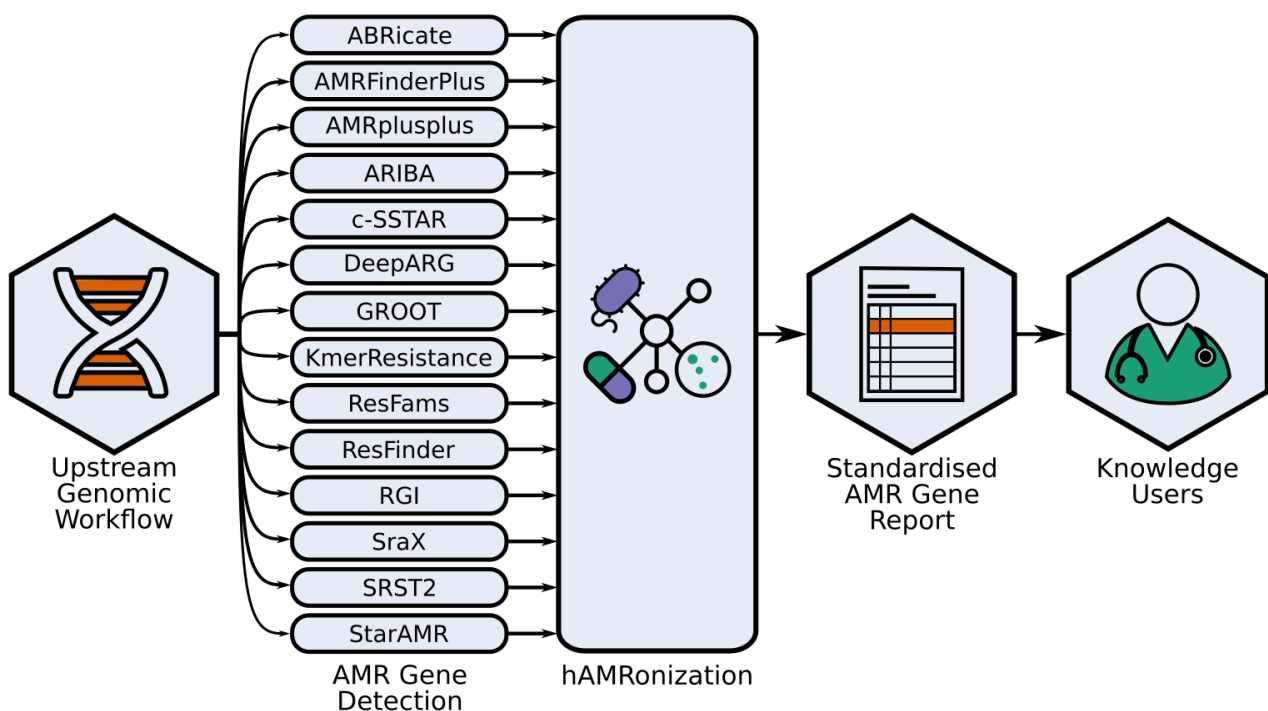 ABRicate
AMRFinderPlus
AMRplusplus
ARIBA
c-SSTAR
DeepARG
GROOT
KmerResistance
ResFams
ResFinder
RGI
SraX
SRST2
StarAMR
Upstream
Genomic
Workflow
AMR Gene
Detection
hAMRonization
Standardised
AMR Gene
Report
Knowledge
Users